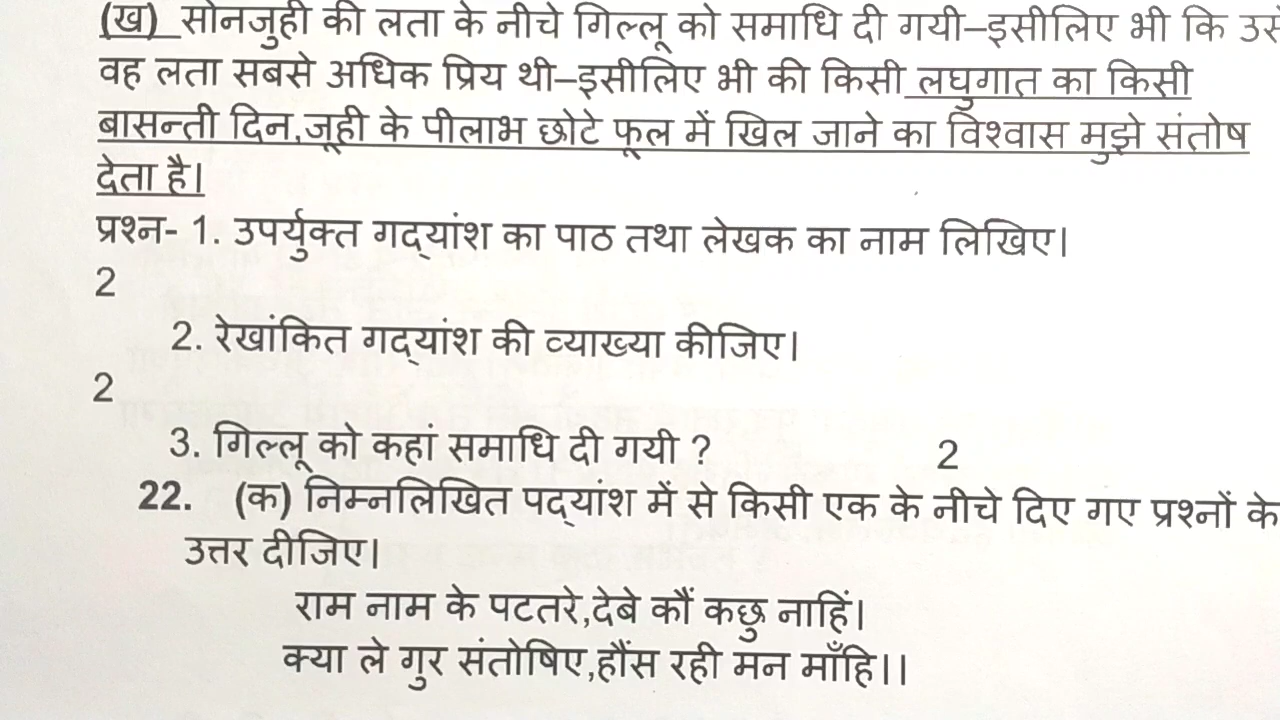 (ख) सोनजुही की लता के नीचे गिल्लू को समाधि दी गयी–इसीलिए भी कि उसे
वह लता सबसे अधिक प्रिय थी–इसीलिए भी की किसी लघुगात का किसी
बासन्ती दिन,जूही के पीलाभ छोटे फूल में खिल जाने का विश्वास मुझे संतोष
देता है।
प्रश्न- 1. उपर्युक्त गद्यांश का पाठ तथा लेखक का नाम लिखिए।
2
2. रेखांकित गद्यांश की व्याख्या कीजिए।
2
3. गिल्लू को कहां समाधि दी गयी ? 2
22. (क) निम्नलिखित पद्यांश में से किसी एक के नीचे दिए गए प्रश्नों के
उत्तर दीजिए।
राम नाम के पटतरे,देबे कौं कछु नाहिं।
क्या ले गुर संतोषिए,हौंस रही मन माँहि।।